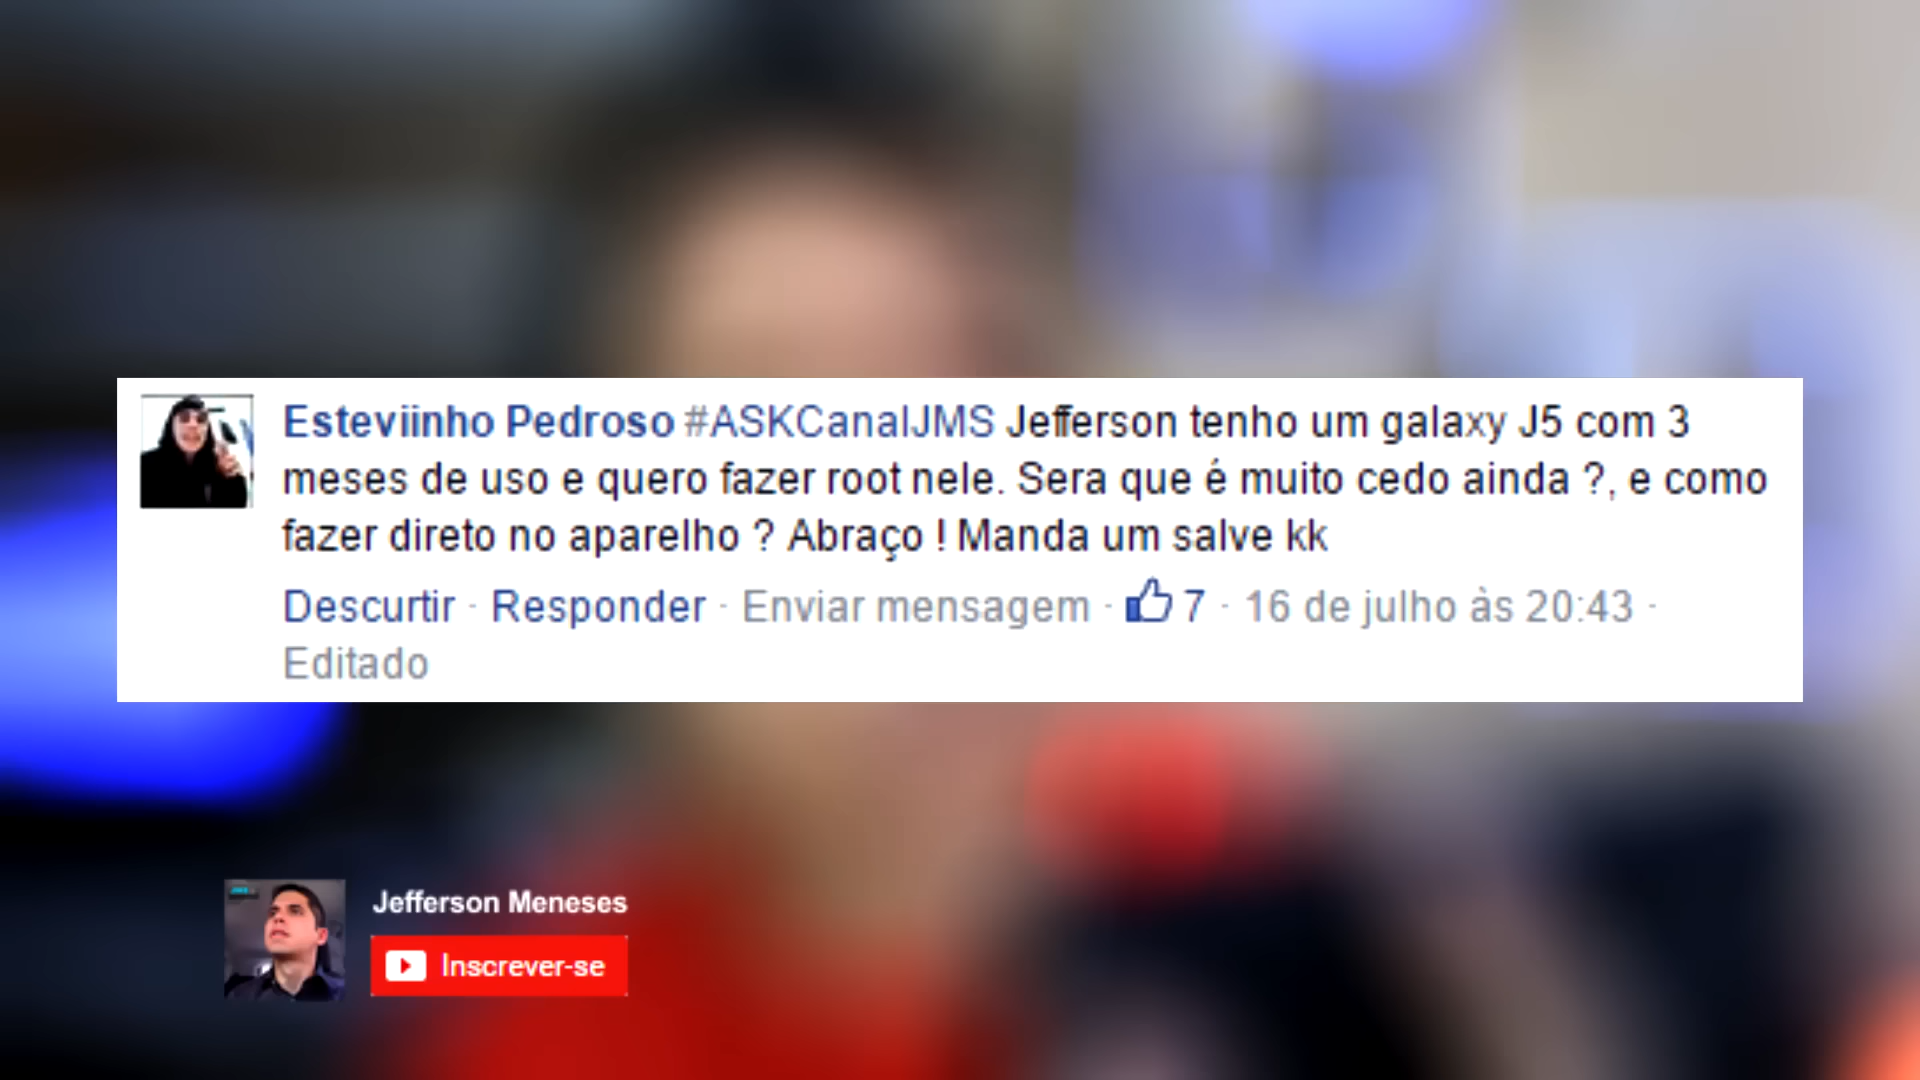 Esteviinho Pedroso #ASKCanalJMS Jefferson tenho um galaxy J5 com 3
meses de uso e quero fazer root nele. Sera que é muito cedo ainda ?, e como
fazer direto no aparelho ? Abraço ! Manda um salve kk
Descurtir · Responder · Enviar mensagem · 7 · 16 de julho às 20:43 ·
Editado
Jefferson Meneses
Inscrever-se